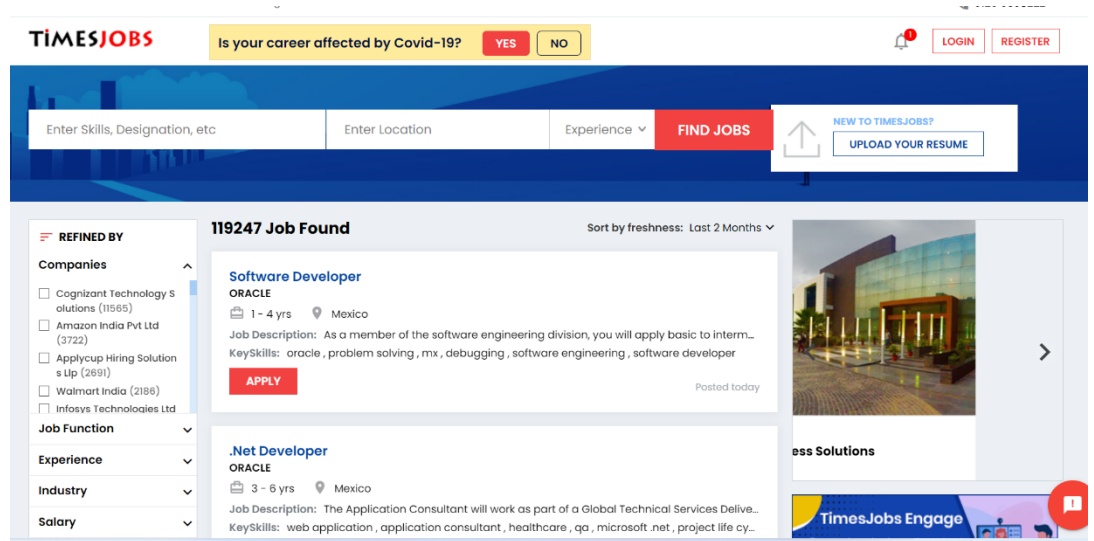 TiMESJOBS
Is your career affected by Covid-19?
YES
NO
1
LOGIN
REGISTER
Enter Skills, Designation, etc
Enter Location
Experience
FIND JOBS
NEW TO TIMESJOBS?
UPLOAD YOUR RESUME
REFINED BY
Companies
Cognizant Technology S
olutions (11565)
Amazon India Pvt Ltd
(3722)
Applycup Hiring Solution
s Llp (2691)
Walmart India (2186)
Infosys Technologies Ltd
Job Function
Experience
Industry
Salary
119247 Job Found
Sort by freshness: Last 2 Months
Software Developer
ORACLE
1 - 4 yrs Mexico
Job Description: As a member of the software engineering division, you will apply basic to interm...
KeySkills: oracle , problem solving , mx , debugging , software engineering , software developer
APPLY
Posted today
.Net Developer
ORACLE
3 - 6 yrs Mexico
Job Description: The Application Consultant will work as part of a Global Technical Services Delive...
KeySkills: web application , application consultant , healthcare , qa , microsoft .net , project life cy...
ess Solutions
TimesJobs Engage